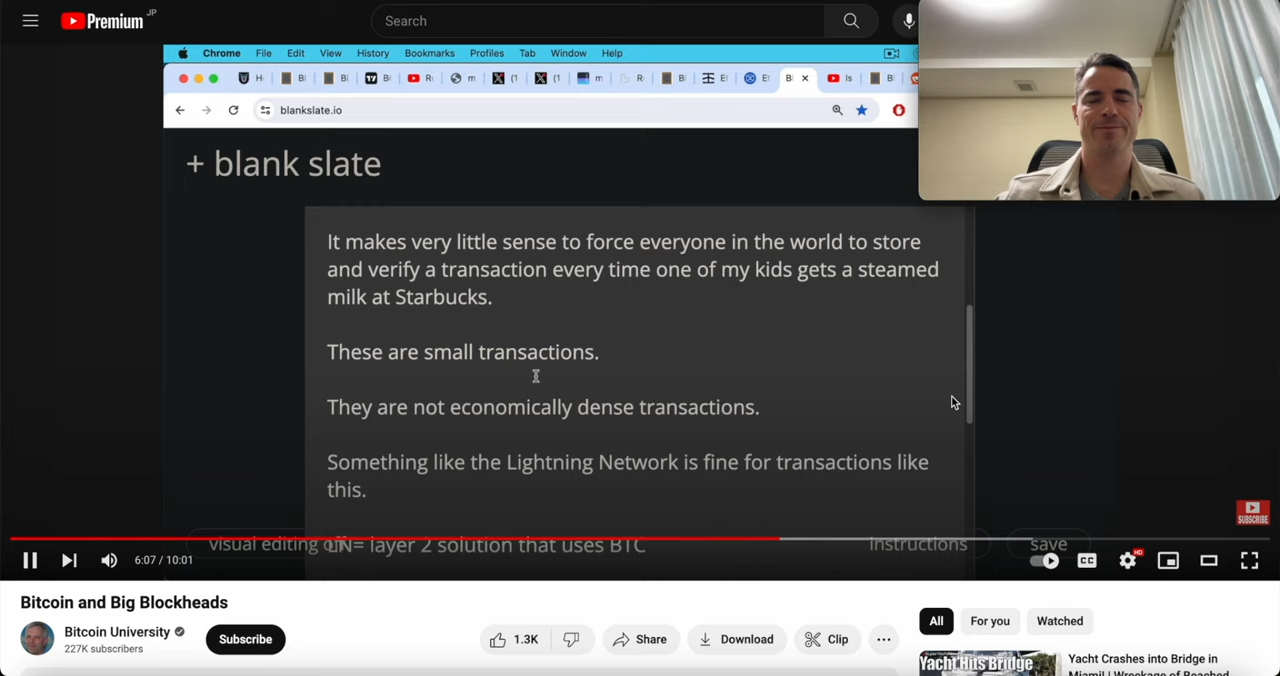 Premium JP
Search
Chrome File Edit View History Bookmarks Profiles Tab Window Help
blankslate.io
+ blank slate
It makes very little sense to force everyone in the world to store
and verify a transaction every time one of my kids gets a steamed
milk at Starbucks.
These are small transactions.
They are not economically dense transactions.
Something like the Lightning Network is fine for transactions like
this.
LN= layer 2 solution that uses BTC
visual editing
instructions
save
SUBSCRIBE
6:07 / 10:01
CC
HD
Bitcoin and Big Blockheads
Bitcoin University
227K subscribers
Subscribe
1.3K
Share
Download
Clip
All
For you
Watched
Yacht Hits Bridge
Yacht Crashes into Bridge in
Miami! | Wreckage of Beached